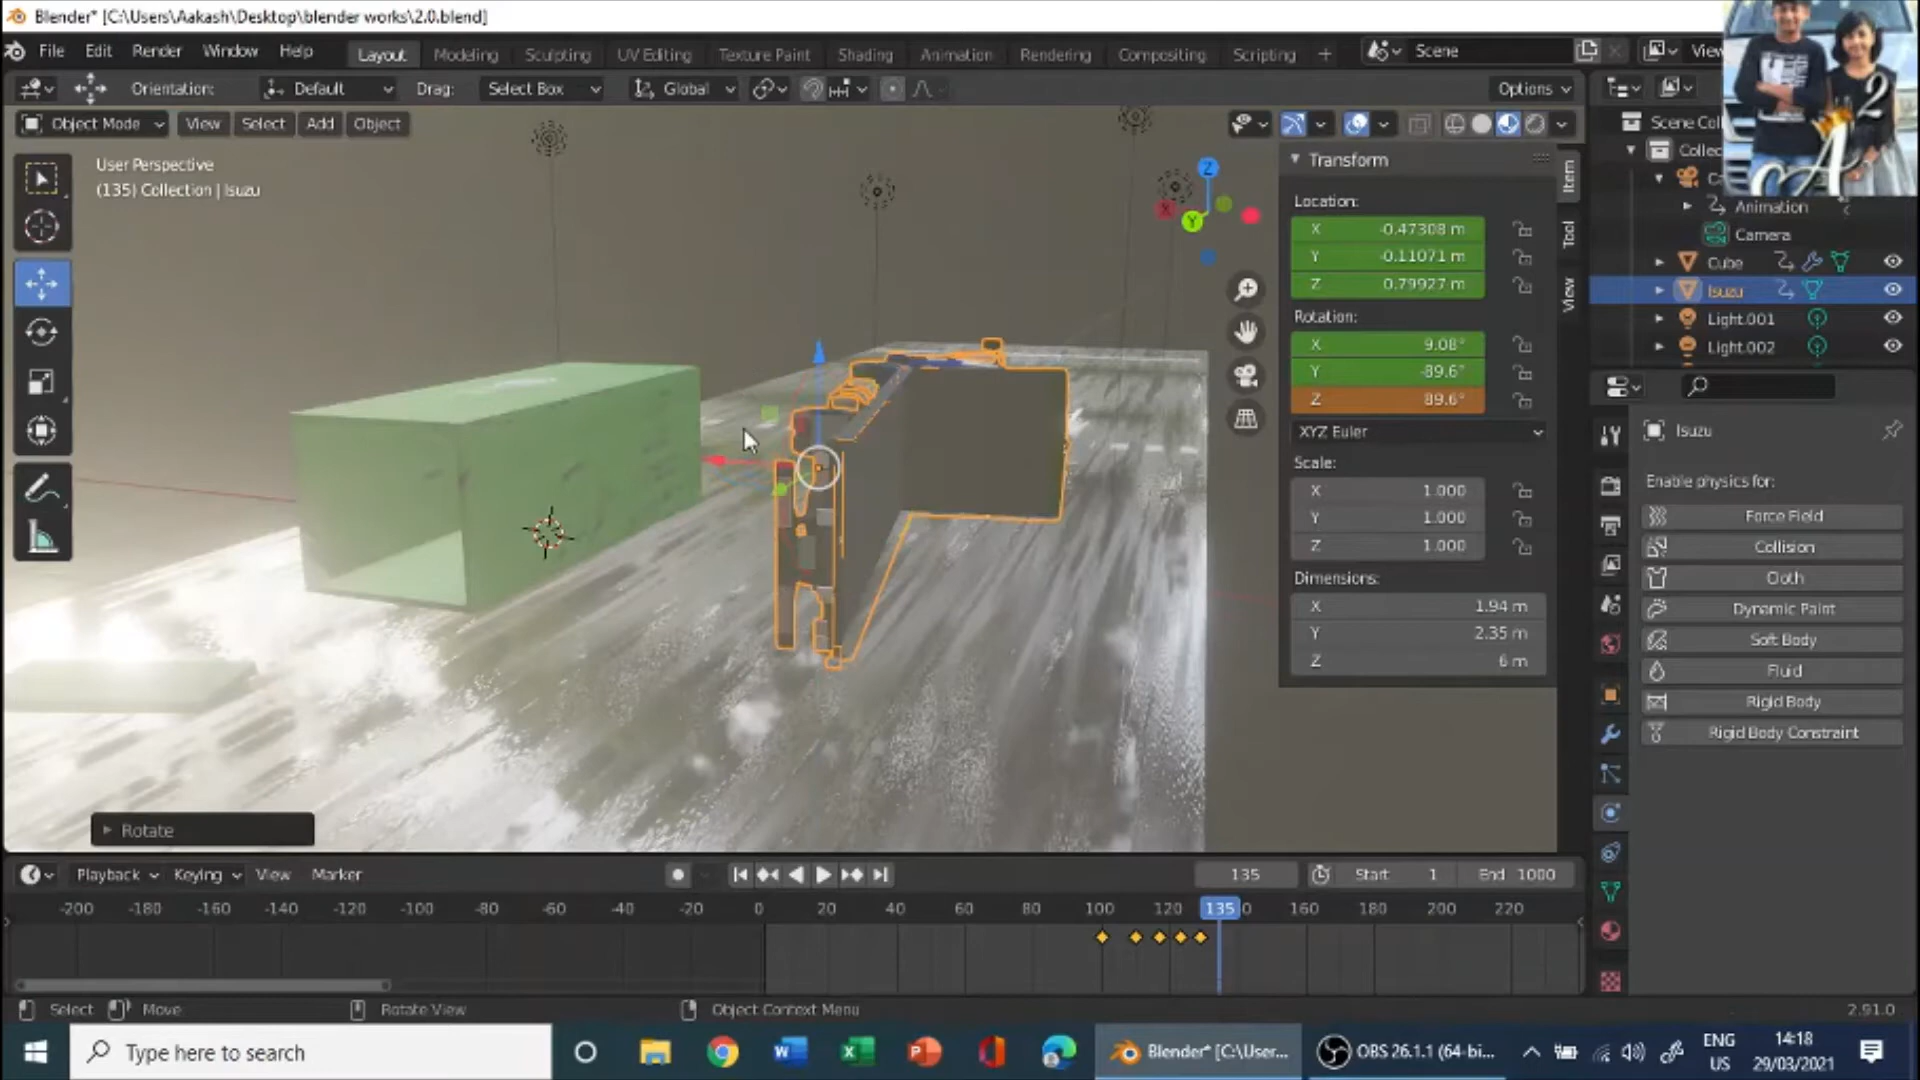 Blender* [C:\Users\Aakash\Desktop\blender works\2.0.blend]
File Edit Render Window Help Layout Modeling Sculpting UV Editing Texture Paint Shading Animation Rendering Compositing Scripting + Scene View
Orientation: Default Drag: Select Box Global Options
Object Mode View Select Add Object
User Perspective
(135) Collection | Isuzu
Z
X
Y
Transform
Location:
X -0.47308 m
Y -0.11071 m
Z 0.79927 m
Rotation:
X 9.08°
Y -89.6°
Z 89.6°
XYZ Euler
Scale:
X 1.000
Y 1.000
Z 1.000
Dimensions:
X 1.94 m
Y 2.35 m
Z 6 m
Item
Tool
View
Scene Col
Collec
C
Animation
Camera
Cube
Isuzu
Light.001
Light.002
A 2
Isuzu
Enable physics for:
Force Field
Collision
Cloth
Dynamic Paint
Soft Body
Fluid
Rigid Body
Rigid Body Constraint
Rotate
Playback Keying View Marker 135 Start 1 End 1000
-200 -180 -160 -140 -120 -100 -80 -60 -40 -20 0 20 40 60 80 100 120 135 0 160 180 200 220
Select Move Rotate View Object Context Menu 2.91.0
Type here to search Blender* [C:\User... OBS 26.1.1 (64-bi... ENG US 14:18 29/03/2021